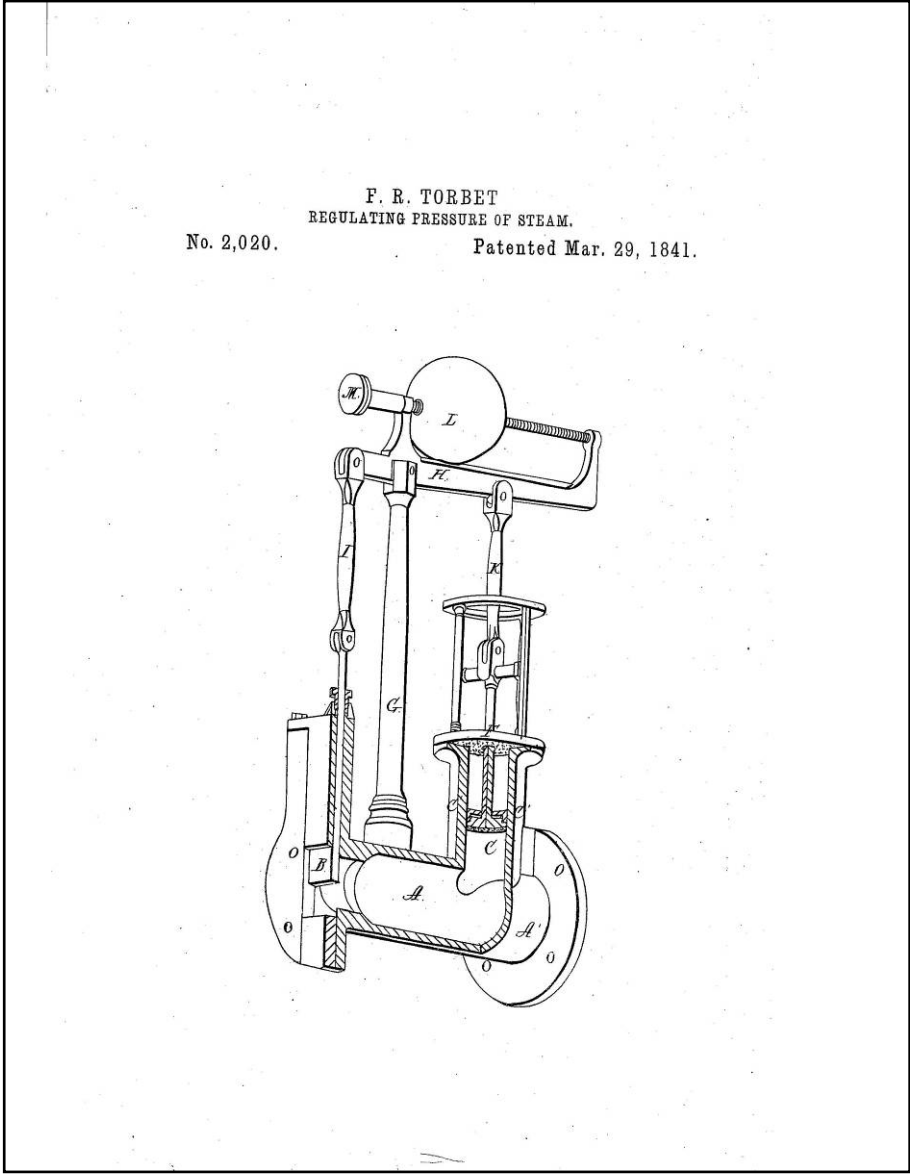 F. R. TORBET
REGULATING PRESSURE OF STEAM.
No. 2,020. Patented Mar. 29, 1841.
M.
L
H.
I
K
G.
F
C C'
B
C
A.
A'